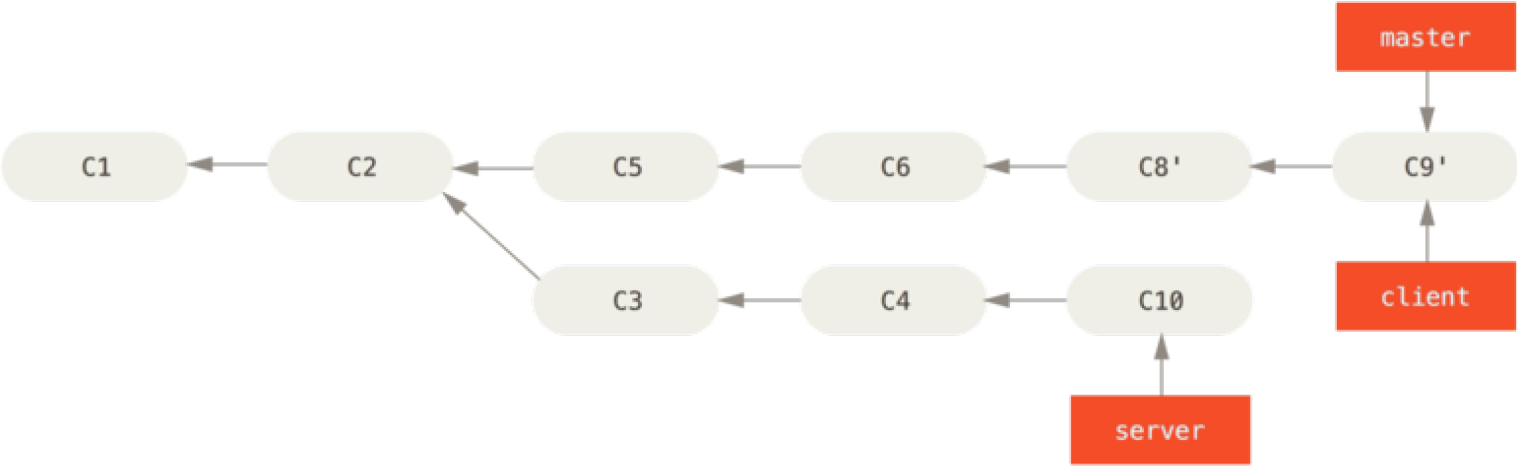 master
C1 C2 C5 C6 C8' C9'
C3 C4 C10 client
server